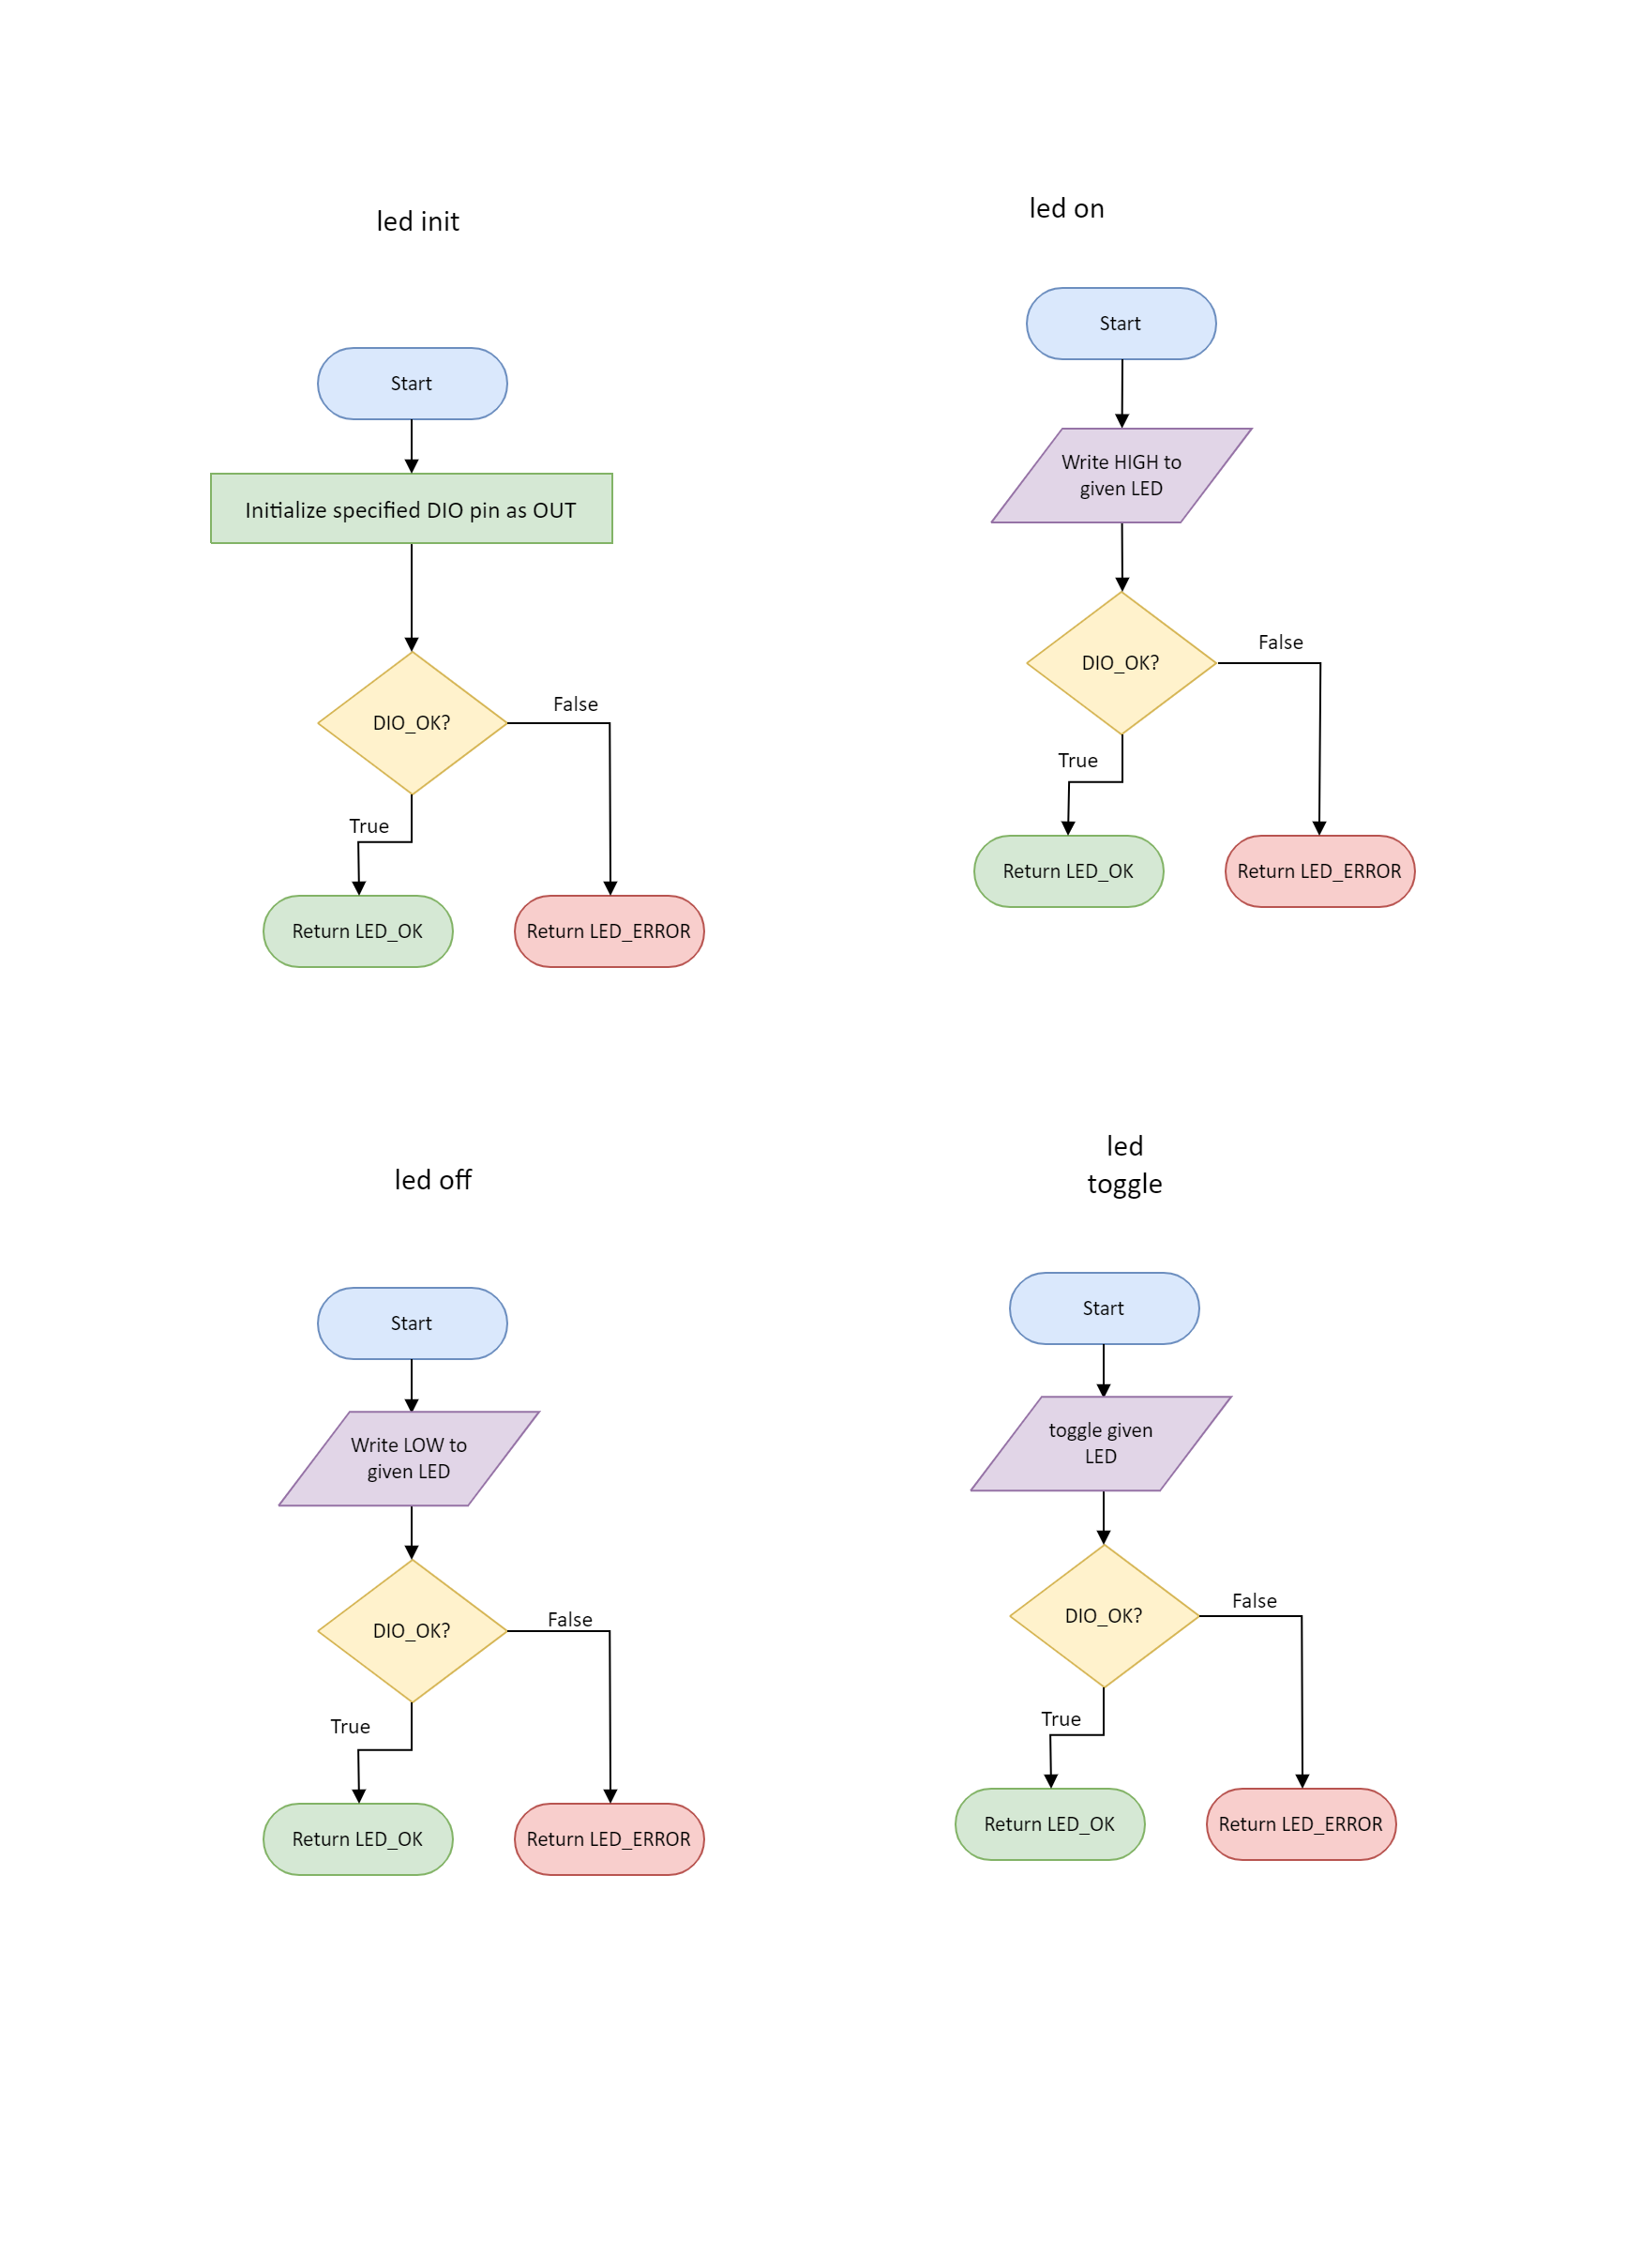 led init
Start
Initialize specified DIO pin as OUT
DIO_OK?
False
True
Return LED_OK
Return LED_ERROR
led on
Start
Write HIGH to
given LED
DIO_OK?
False
True
Return LED_OK
Return LED_ERROR
led off
Start
Write LOW to
given LED
DIO_OK?
False
True
Return LED_OK
Return LED_ERROR
led
toggle
Start
toggle given
LED
DIO_OK?
False
True
Return LED_OK
Return LED_ERROR